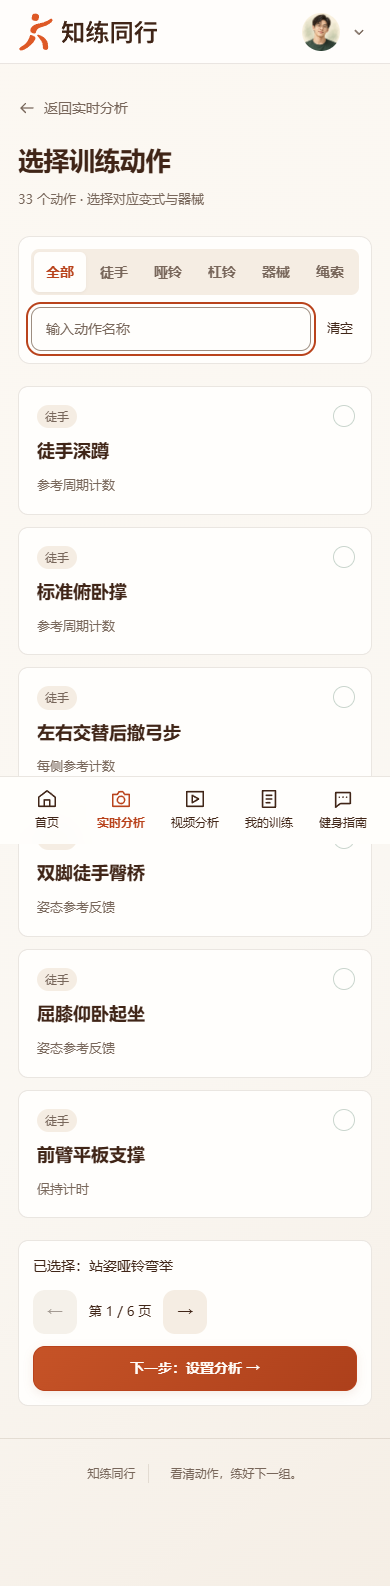 知练同行
← 返回实时分析
选择训练动作
33 个动作 · 选择对应变式与器械
全部 徒手 哑铃 杠铃 器械 绳索
输入动作名称 清空
徒手
徒手深蹲
参考周期计数
徒手
标准俯卧撑
参考周期计数
徒手
左右交替后撤弓步
每侧参考计数
首页 实时分析 视频分析 我的训练 健身指南
双脚徒手臀桥
姿态参考反馈
徒手
屈膝仰卧起坐
姿态参考反馈
徒手
前臂平板支撑
保持计时
已选择：站姿哑铃弯举
← 第 1 / 6 页 →
下一步：设置分析 →
知练同行 看清动作，练好下一组。